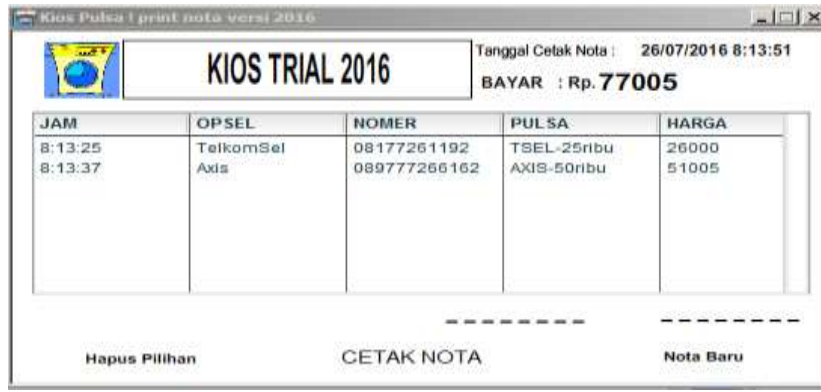 Kios Pulsa | print nota versi 2016
KIOS TRIAL 2016
Tanggal Cetak Nota : 26/07/2016 8:13:51
BAYAR : Rp. 77005
JAM OPSEL NOMER PULSA HARGA
8:13:25 TelkomSel 08177261192 TSEL-25ribu 26000
8:13:37 Axis 089777266162 AXIS-50ribu 51005
Hapus Pilihan CETAK NOTA Nota Baru